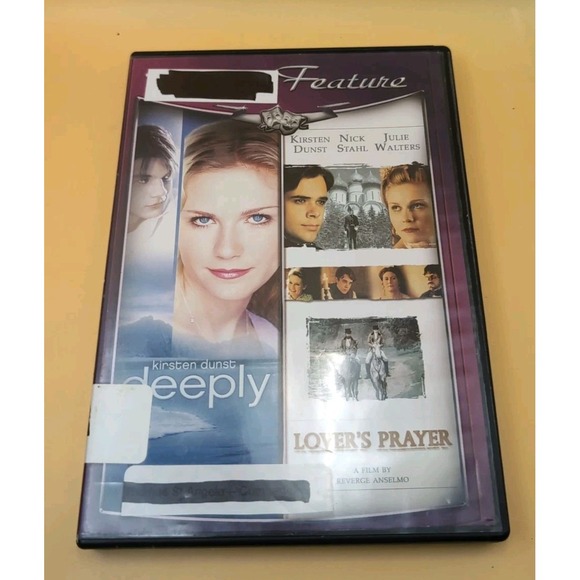 Feature
kirsten dunst
deeply
KIRSTEN NICK JULIE
DUNST STAHL WALTERS
LOVER'S PRAYER
A FILM BY
REVERGE ANSELMO